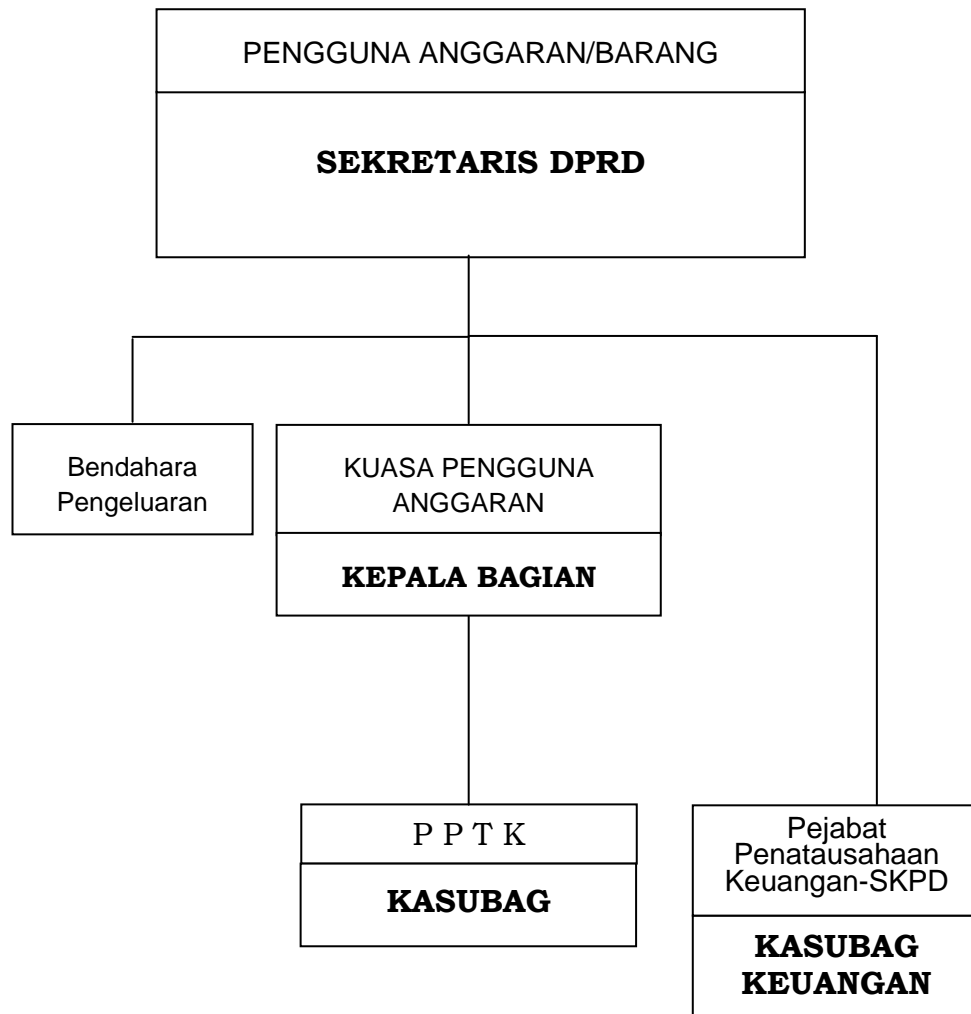 PENGGUNA ANGGARAN/BARANG
SEKRETARIS DPRD
Bendahara
Pengeluaran
KUASA PENGGUNA
ANGGARAN
KEPALA BAGIAN
P P T K
KASUBAG
Pejabat
Penatausahaan
Keuangan-SKPD
KASUBAG
KEUANGAN